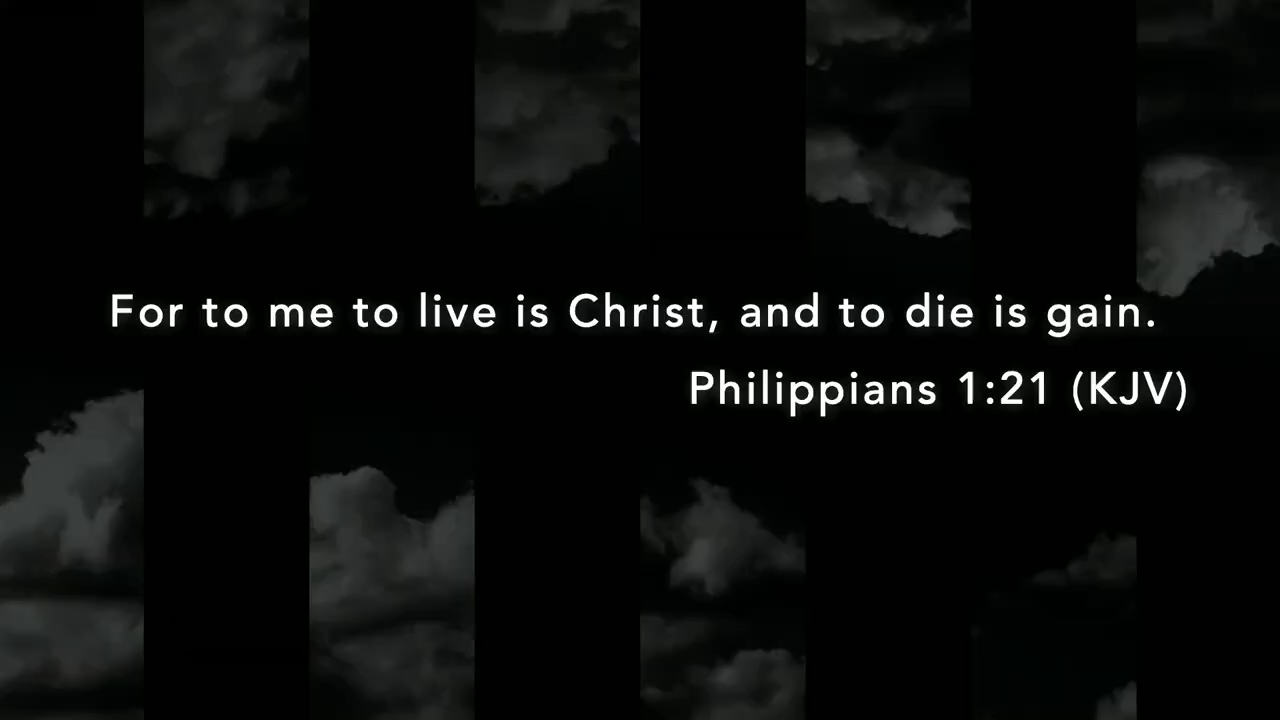 For to me to live is Christ, and to die is gain.
Philippians 1:21 (KJV)